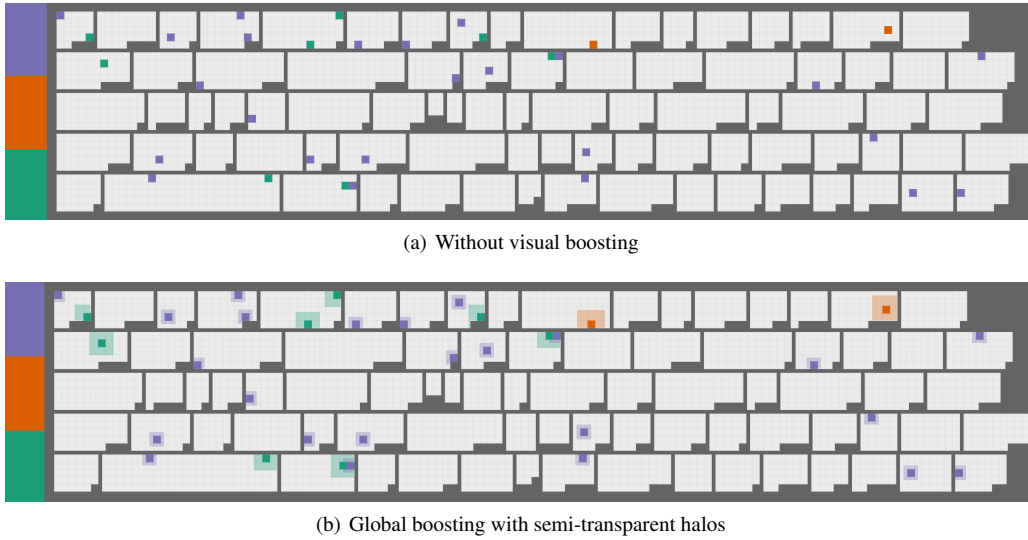 (a) Without visual boosting
(b) Global boosting with semi-transparent halos